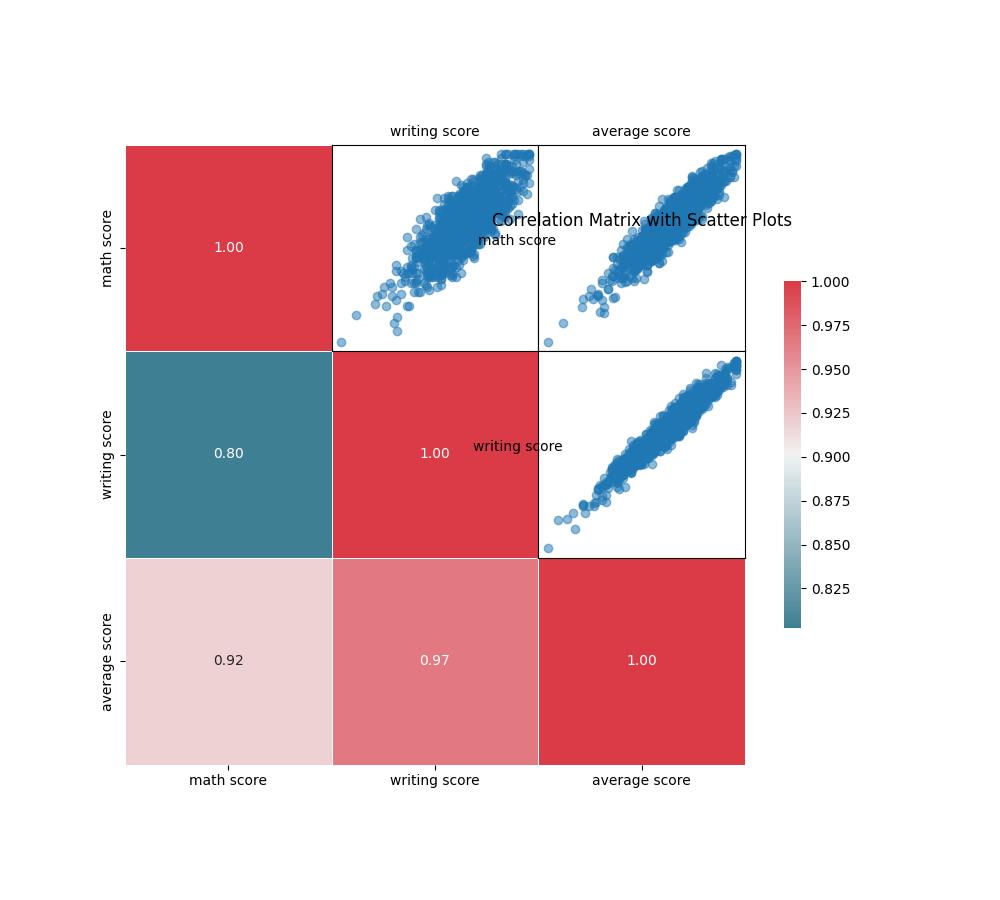 writing score
average score
Correlation Matrix with Scatter Plots
math score
math score
1.00
1.000
0.975
0.950
0.925
0.900
0.875
0.850
0.825
writing score
writing score
0.80
1.00
average score
0.92
0.97
1.00
math score
writing score
average score